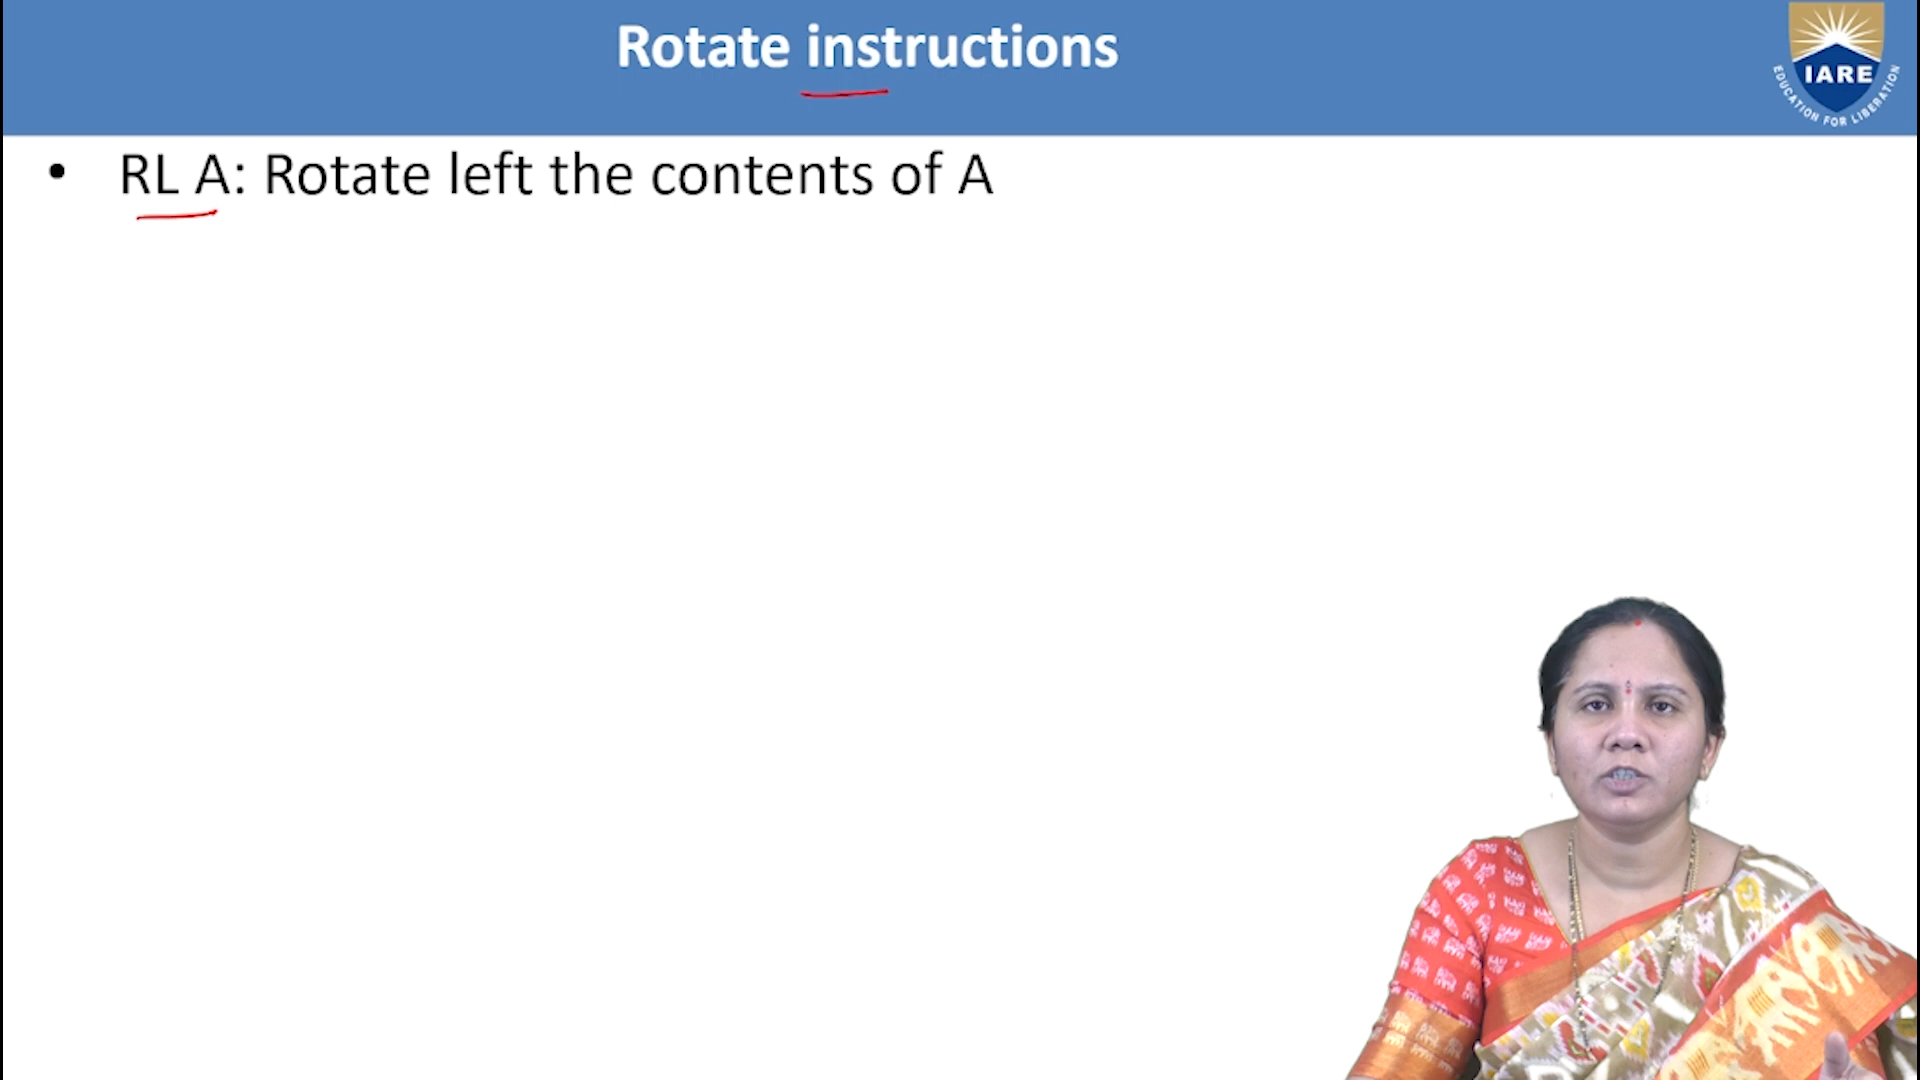 Rotate instructions
IARE
EDUCATION FOR LIBERATION
• RL A: Rotate left the contents of A